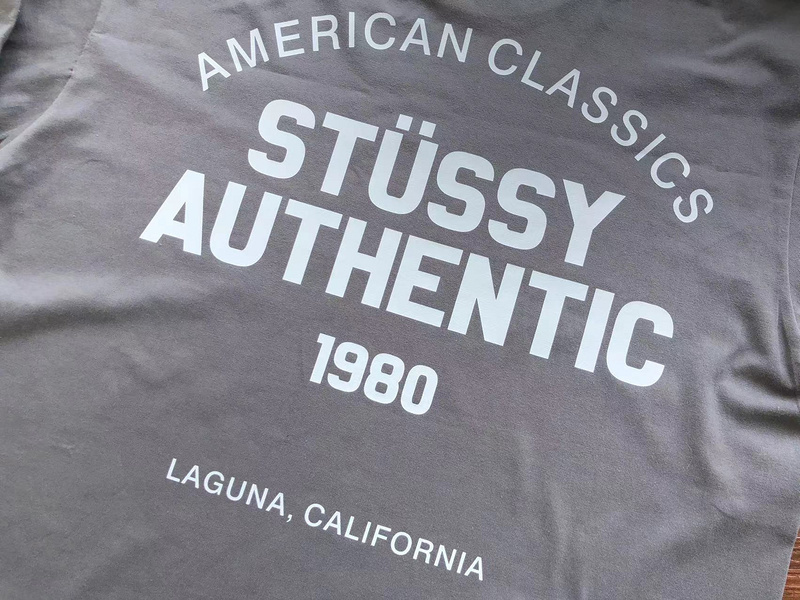 AMERICAN CLASSICS
STÜSSY
AUTHENTIC
1980
LAGUNA, CALIFORNIA